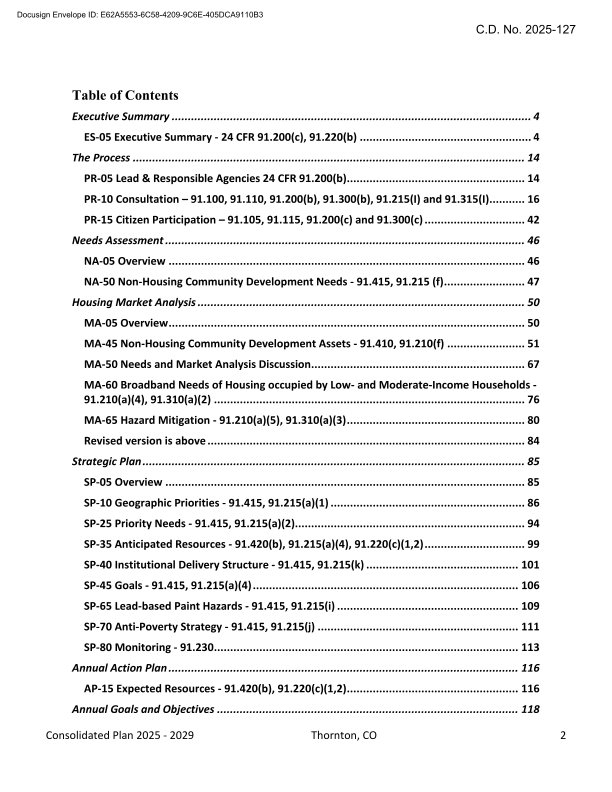 Docusign Envelope ID: E62A5553-6C58-4209-9C6E-405DCA9110B3
C.D. No. 2025-127
Table of Contents
Executive Summary ... 4
ES-05 Executive Summary - 24 CFR 91.200(c), 91.220(b) ... 4
The Process ... 14
PR-05 Lead & Responsible Agencies 24 CFR 91.200(b)... 14
PR-10 Consultation – 91.100, 91.110, 91.200(b), 91.300(b), 91.215(I) and 91.315(I)... 16
PR-15 Citizen Participation – 91.105, 91.115, 91.200(c) and 91.300(c) ... 42
Needs Assessment ... 46
NA-05 Overview ... 46
NA-50 Non-Housing Community Development Needs - 91.415, 91.215 (f)... 47
Housing Market Analysis ... 50
MA-05 Overview... 50
MA-45 Non-Housing Community Development Assets - 91.410, 91.210(f) ... 51
MA-50 Needs and Market Analysis Discussion... 67
MA-60 Broadband Needs of Housing occupied by Low- and Moderate-Income Households -
91.210(a)(4), 91.310(a)(2) ... 76
MA-65 Hazard Mitigation - 91.210(a)(5), 91.310(a)(3)... 80
Revised version is above ... 84
Strategic Plan ... 85
SP-05 Overview ... 85
SP-10 Geographic Priorities - 91.415, 91.215(a)(1) ... 86
SP-25 Priority Needs - 91.415, 91.215(a)(2)... 94
SP-35 Anticipated Resources - 91.420(b), 91.215(a)(4), 91.220(c)(1,2)... 99
SP-40 Institutional Delivery Structure - 91.415, 91.215(k) ... 101
SP-45 Goals - 91.415, 91.215(a)(4) ... 106
SP-65 Lead-based Paint Hazards - 91.415, 91.215(i) ... 109
SP-70 Anti-Poverty Strategy - 91.415, 91.215(j) ... 111
SP-80 Monitoring - 91.230... 113
Annual Action Plan ... 116
AP-15 Expected Resources - 91.420(b), 91.220(c)(1,2)... 116
Annual Goals and Objectives ... 118
Consolidated Plan 2025 - 2029 Thornton, CO 2